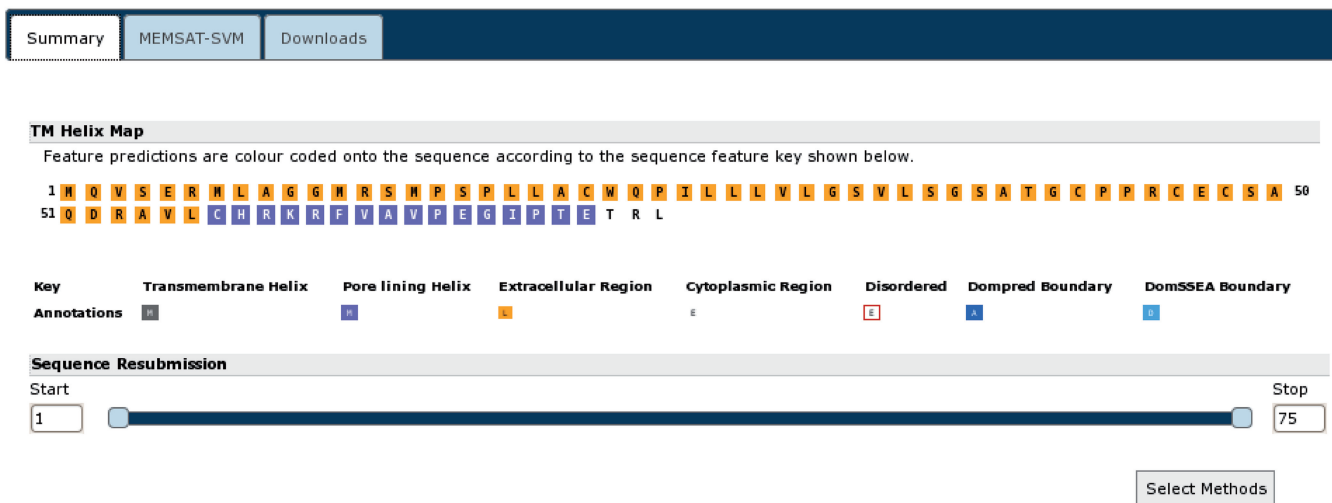 Summary MEMSAT-SVM Downloads
TM Helix Map
Feature predictions are colour coded onto the sequence according to the sequence feature key shown below.
1 M Q V S E R M L A G G M R S M P S P L L A C W Q P I L L L V L G S V L S G S A T G C P P R C E C S A 50
51 Q D R A V L C H R K R F V A V P E G I P T E T R L
Key Transmembrane Helix Pore lining Helix Extracellular Region Cytoplasmic Region Disordered Dompred Boundary DomSSEA Boundary
Annotations M M L E E A D
Sequence Resubmission
Start Stop
1 75
Select Methods